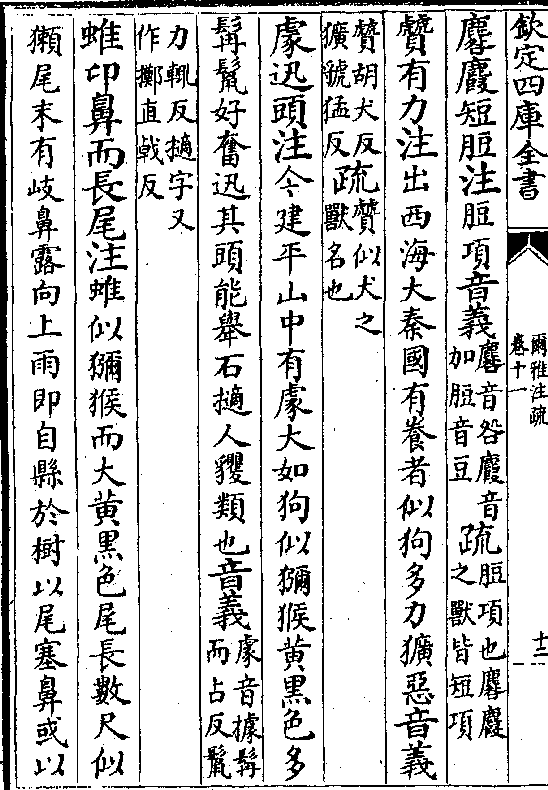 欽定四庫全書
爾雅注疏
卷十一
十二
麔麚短脰注脰項音義麔音咎麚音加脰音豆疏脰項也麔麚之獸皆短項
贙有力注出西海大秦國有養者似狗多力獷惡音義
贙胡犬反獷虢猛反疏贙似犬之獸名也
豦迅頭注今建平山中有豦大如狗似獼猴黄黑色多
髯鬛好奮迅其頭能舉石擿人玃類也音義豦音據髯而占反鬛
力輒反擿字又作擲直戟反
蜼卬鼻而長尾注蜼似獼猴而大黄黑色尾長數尺似
獺尾末有岐鼻露向上雨即自縣於樹以尾塞鼻或以